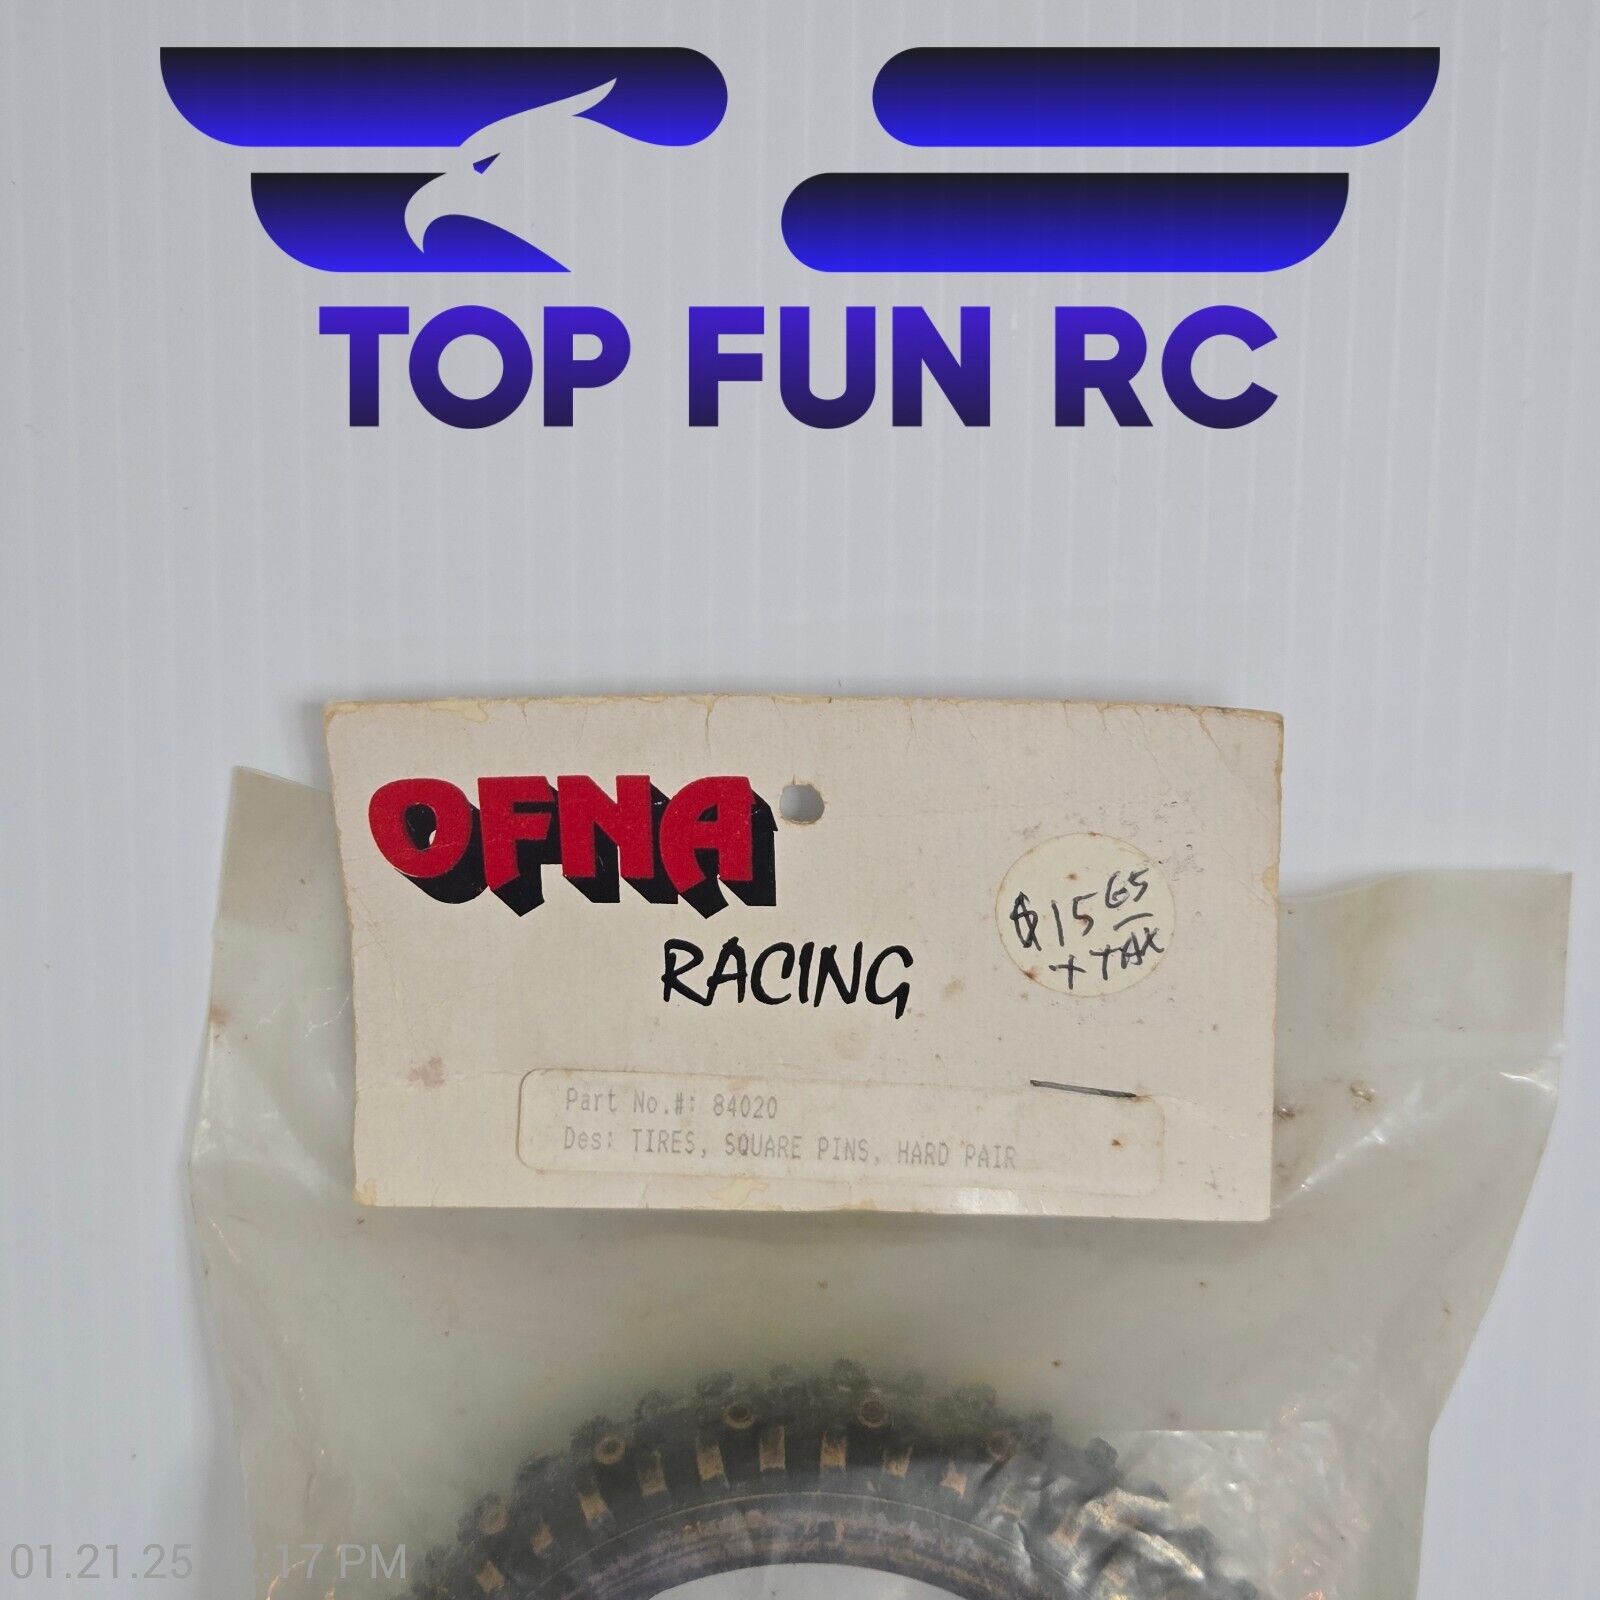 TOP FUN RC
OFNA
RACING
$15 65
+ TAX
Part No.#: 84020
Des: TIRES, SQUARE PINS, HARD PAIR
01.21.25 :17 PM